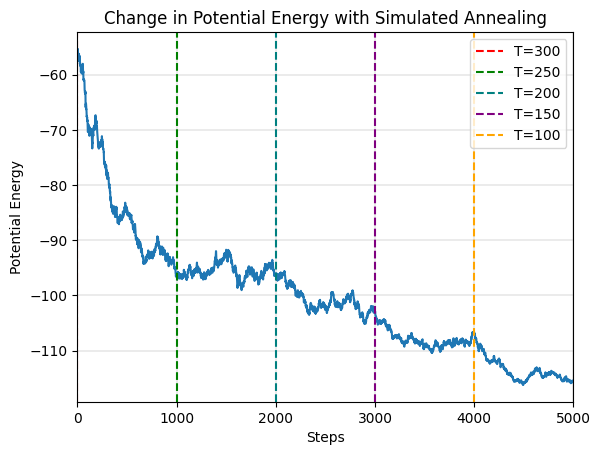 Change in Potential Energy with Simulated Annealing
T=300
T=250
T=200
T=150
T=100
Potential Energy
−60
−70
−80
−90
−100
−110
0 1000 2000 3000 4000 5000
Steps